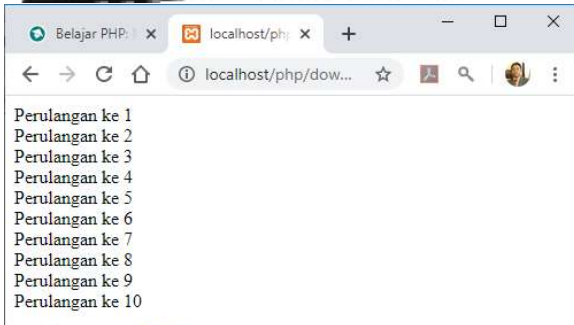 Belajar PHP:
localhost/ph
localhost/php/dow...
Perulangan ke 1
Perulangan ke 2
Perulangan ke 3
Perulangan ke 4
Perulangan ke 5
Perulangan ke 6
Perulangan ke 7
Perulangan ke 8
Perulangan ke 9
Perulangan ke 10